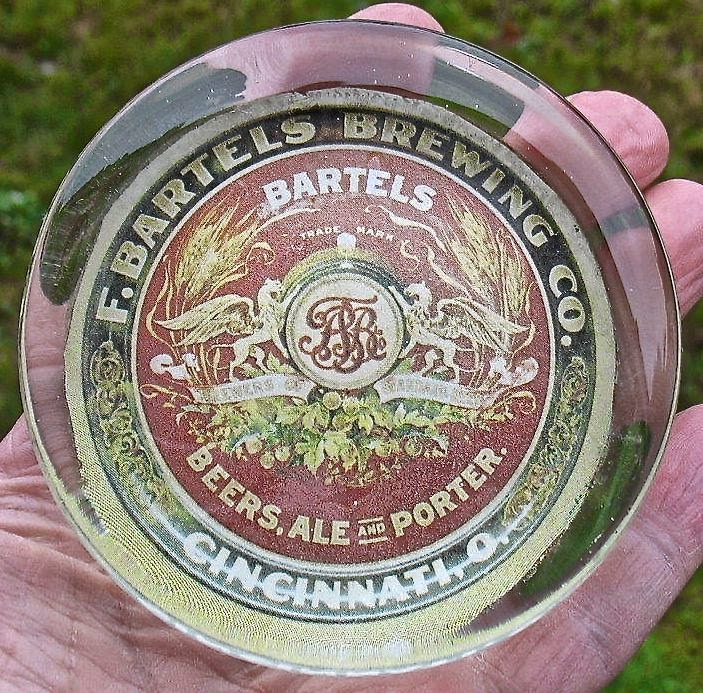 F. BARTELS BREWING CO.
BARTELS
TRADE MARK
BEERS, ALE AND PORTER.
CINCINNATI, O.